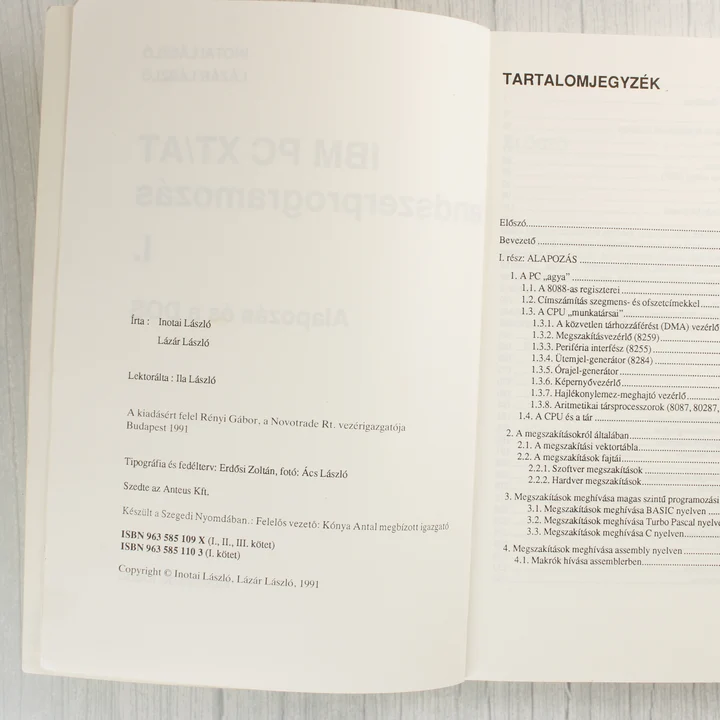 Írta : Inotai László
Lázár László
Lektorálta : Ila László
A kiadásért felel Rényi Gábor, a Novotrade Rt. vezérigazgatója
Budapest 1991
Tipográfia és fedélterv: Erdősi Zoltán, fotó: Ács László
Szedte az Anteus Kft.
Készült a Szegedi Nyomdában.: Felelős vezető: Kónya Antal megbízott igazgató
ISBN 963 585 109 X (I., II., III. kötet)
ISBN 963 585 110 3 (I. kötet)
Copyright © Inotai László, Lázár László, 1991
TARTALOMJEGYZÉK
Előszó
Bevezető
I. rész: ALAPOZÁS
1. A PC „agya”
1.1. A 8088-as regiszterei
1.2. Címszámítás szegmens- és ofszetcímekkel
1.3. A CPU „munkatársai”
1.3.1. A közvetlen tárhozzáférést (DMA) vezérlő
1.3.2. Megszakításvezérlő (8259)
1.3.3. Periféria interfész (8255)
1.3.4. Ütemjel-generátor (8284)
1.3.5. Órajel-generátor
1.3.6. Képernyővezérlő
1.3.7. Hajlékonylemez-meghajtó vezérlő
1.3.8. Aritmetikai társprocesszorok (8087, 80287,
1.4. A CPU és a tár
2. A megszakításokról általában
2.1. A megszakítási vektortábla
2.2. A megszakítások fajtái
2.2.1. Szoftver megszakítások
2.2.2. Hardver megszakítások
3. Megszakítások meghívása magas szintű programozási
3.1. Megszakítások meghívása BASIC nyelven
3.2. Megszakítások meghívása Turbo Pascal nyelven
3.3. Megszakítások meghívása C nyelven
4. Megszakítások meghívása assembly nyelven
4.1. Makrók hívása assemblerben